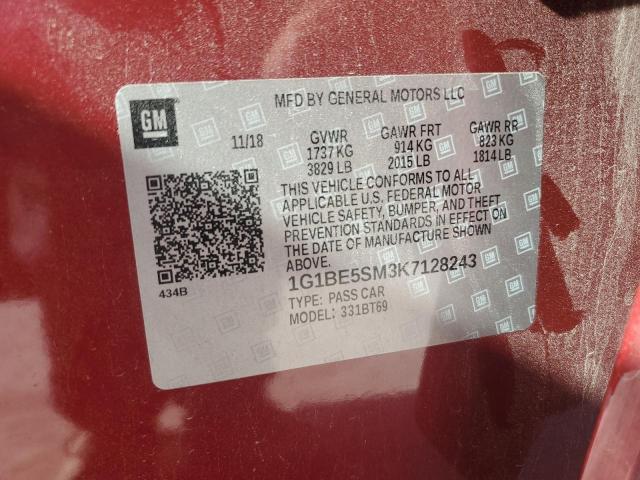 GM
MFD BY GENERAL MOTORS LLC
11/18 GVWR GAWR FRT GAWR RR
1737 KG 914 KG 823 KG
3829 LB 2015 LB 1814 LB
THIS VEHICLE CONFORMS TO ALL
APPLICABLE U.S. FEDERAL MOTOR
VEHICLE SAFETY, BUMPER, AND THEFT
PREVENTION STANDARDS IN EFFECT ON
THE DATE OF MANUFACTURE SHOWN
ABOVE.
434B
1G1BE5SM3K7128243
TYPE: PASS CAR
MODEL: 331BT69